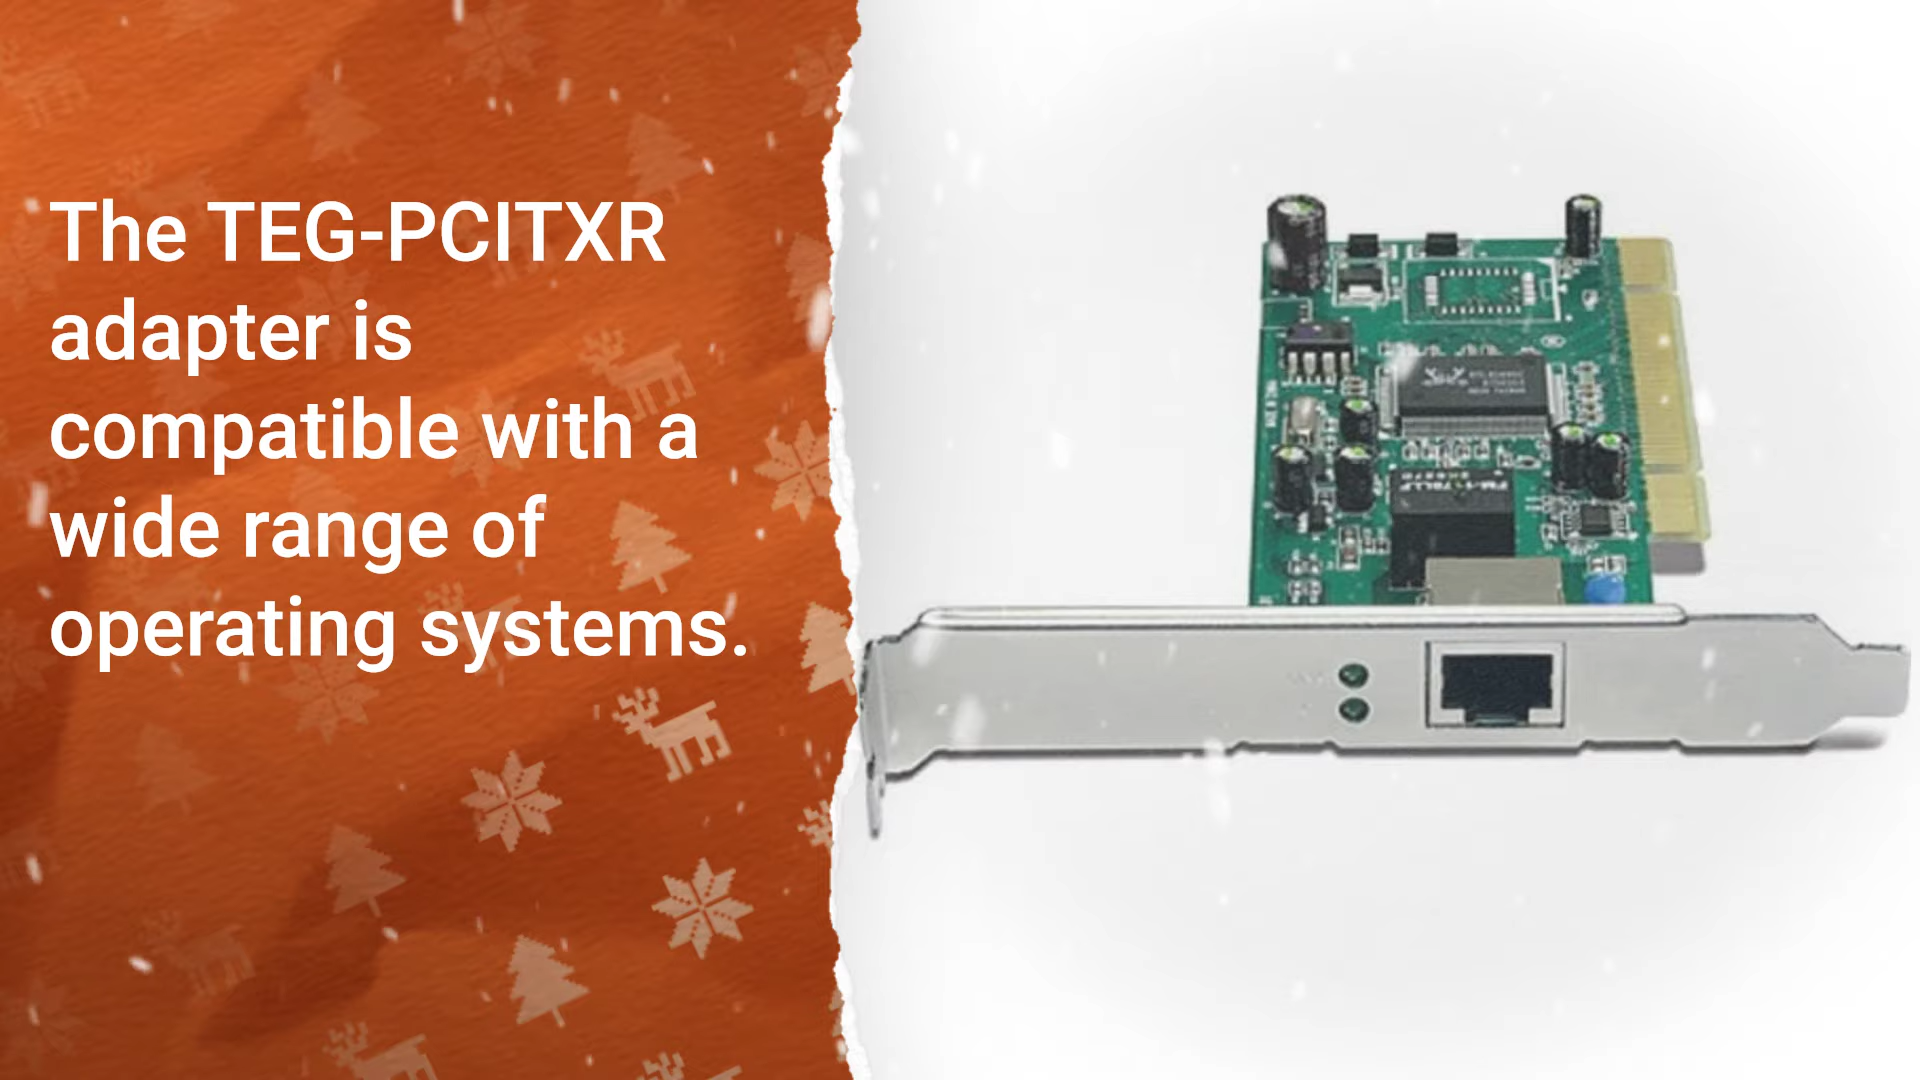 The TEG-PCITXR
adapter is
compatible with a
wide range of
operating systems.